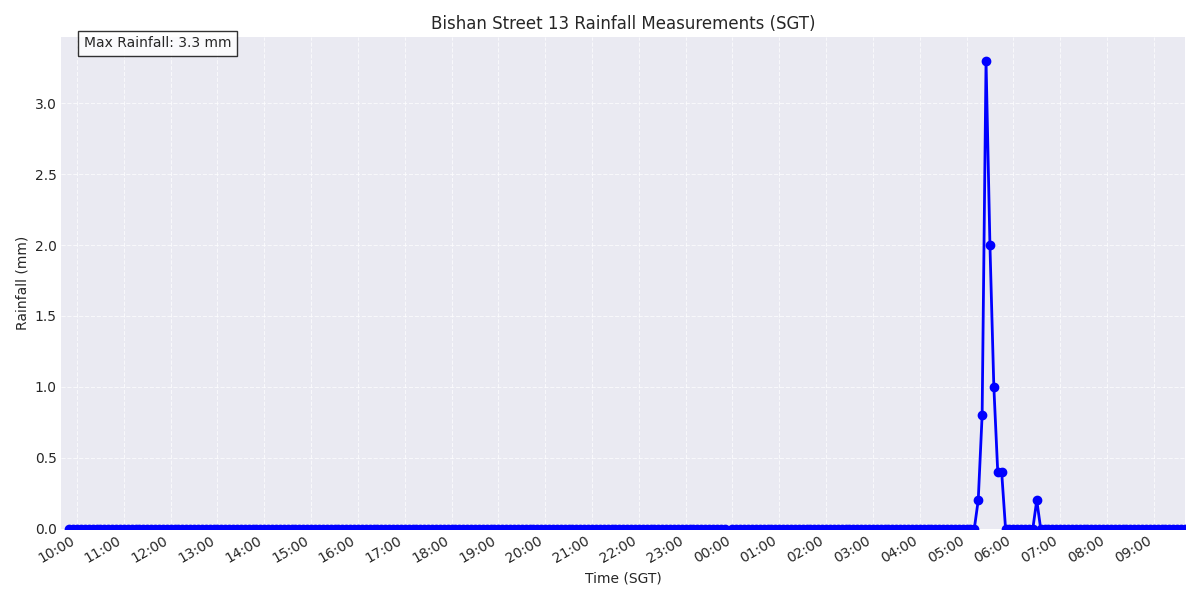 Bishan Street 13 Rainfall Measurements (SGT)
Max Rainfall: 3.3 mm
Rainfall (mm)
3.0
2.5
2.0
1.5
1.0
0.5
0.0
10:00 11:00 12:00 13:00 14:00 15:00 16:00 17:00 18:00 19:00 20:00 21:00 22:00 23:00 00:00 01:00 02:00 03:00 04:00 05:00 06:00 07:00 08:00 09:00
Time (SGT)